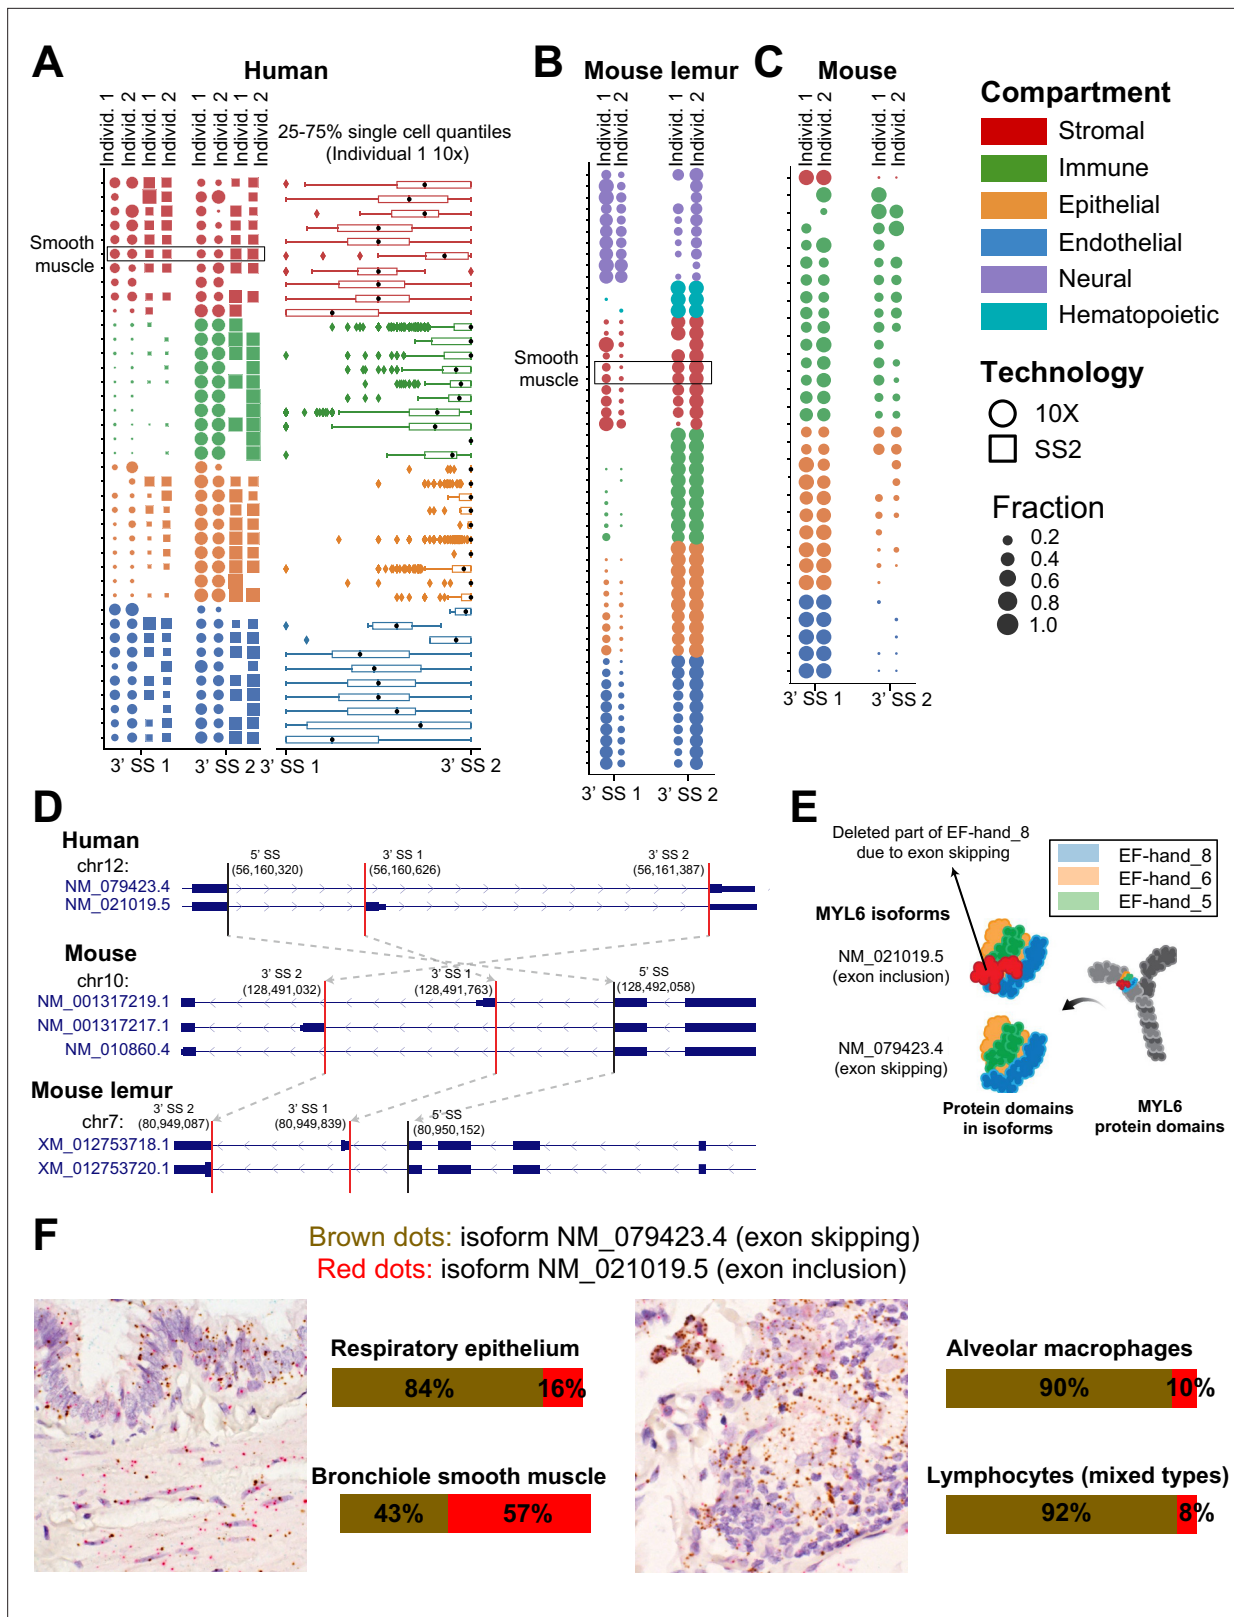 A
Human
Individ. 1
Individ. 2
Individ. 1
Individ. 2
Individ. 1
Individ. 2
Individ. 1
Individ. 2
25-75% single cell quantiles
(Individual 1 10x)
Smooth
muscle
3' SS 1
3' SS 2
3' SS 1
3' SS 2
B
Mouse lemur
Individ. 1
Individ. 2
Individ. 1
Individ. 2
Smooth
muscle
3' SS 1
3' SS 2
C
Mouse
Individ. 1
Individ. 2
Individ. 1
Individ. 2
3' SS 1
3' SS 2
Compartment
Stromal
Immune
Epithelial
Endothelial
Neural
Hematopoietic
Technology
10X
SS2
Fraction
0.2
0.4
0.6
0.8
1.0
D
Human
chr12:
5' SS
(56,160,320)
3' SS 1
(56,160,626)
3' SS 2
(56,161,387)
NM_079423.4
NM_021019.5
Mouse
chr10:
3' SS 2
(128,491,032)
3' SS 1
(128,491,763)
5' SS
(128,492,058)
NM_001317219.1
NM_001317217.1
NM_010860.4
Mouse lemur
chr7:
3' SS 2
(80,949,087)
3' SS 1
(80,949,839)
5' SS
(80,950,152)
XM_012753718.1
XM_012753720.1
E
Deleted part of EF-hand_8
due to exon skipping
EF-hand_8
EF-hand_6
EF-hand_5
MYL6 isoforms
NM_021019.5
(exon inclusion)
NM_079423.4
(exon skipping)
Protein domains
in isoforms
MYL6
protein domains
F
Brown dots: isoform NM_079423.4 (exon skipping)
Red dots: isoform NM_021019.5 (exon inclusion)
Respiratory epithelium
84% 16%
Bronchiole smooth muscle
43% 57%
Alveolar macrophages
90% 10%
Lymphocytes (mixed types)
92% 8%